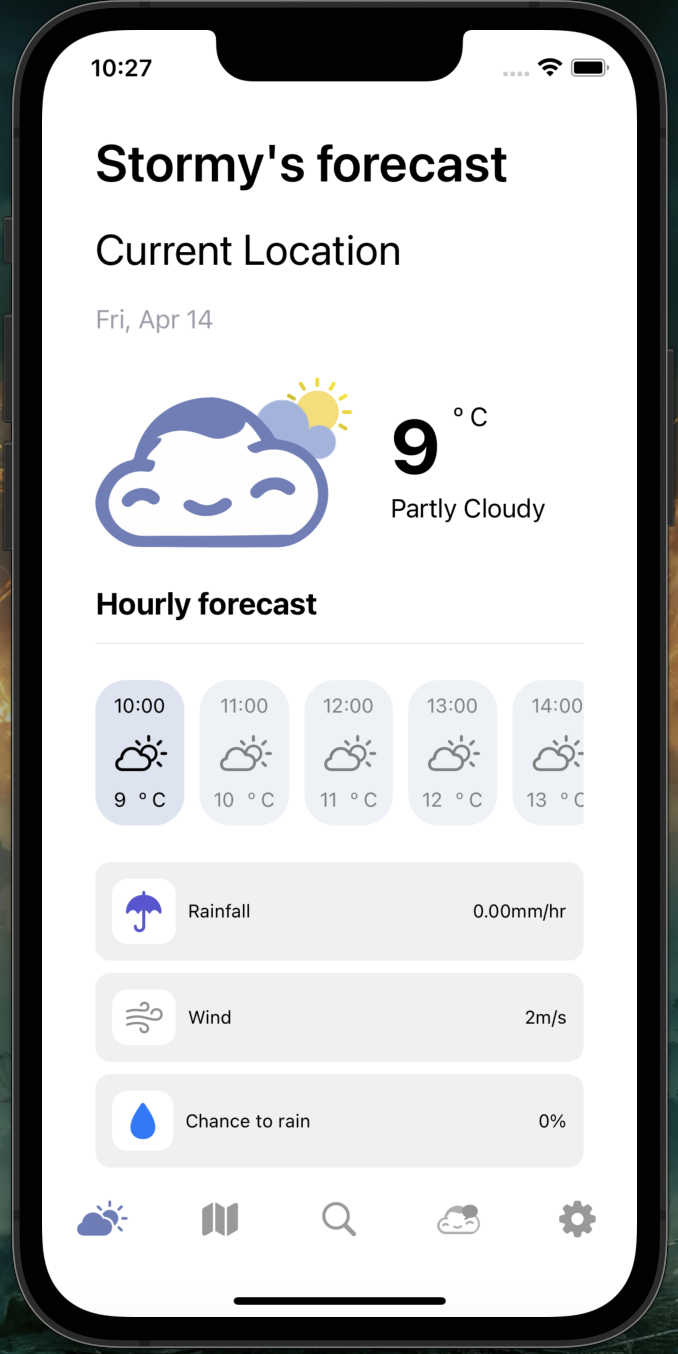 10:27
Stormy's forecast
Current Location
Fri, Apr 14
9 º C
Partly Cloudy
Hourly forecast
10:00 11:00 12:00 13:00 14:00
9 º C 10 º C 11 º C 12 º C 13 º C
Rainfall 0.00mm/hr
Wind 2m/s
Chance to rain 0%